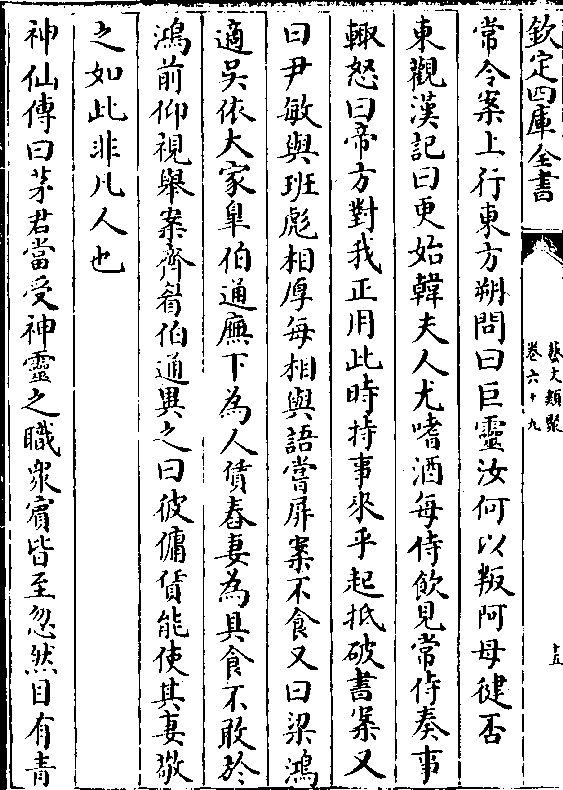 欽定四庫全書
藝文類聚
卷六十九
十五
常令案上行東方朔問曰巨靈汝何以叛阿母健否
東觀漢記曰更始韓夫人尤嗜酒每侍飲見常侍奏事
輙怒曰帝方對我正用此時持事來乎起抵破書案又
曰尹敏與班彪相厚每相與語嘗屏案不食又曰梁鴻
適吳依大家臯伯通廡下為人賃舂妻為具食不敢於
鴻前仰視舉案齊眉伯通異之曰彼傭賃能使其妻敬
之如此非凡人也
神仙傳曰茅君當受神靈之職衆賓皆至忽然目有青